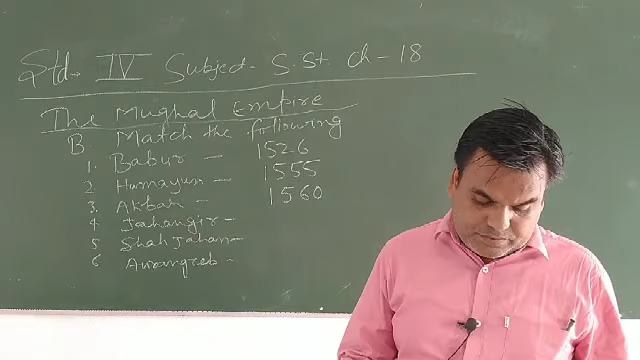 Std. IV Subject- S.St. Ch - 18
The Mughal Empire
B Match the following
1. Babur - 1526
2 Humayun - 1555
3. Akbar - 1560
4 Jahangir -
5 Shah Jahan -
6 Aurangzeb -